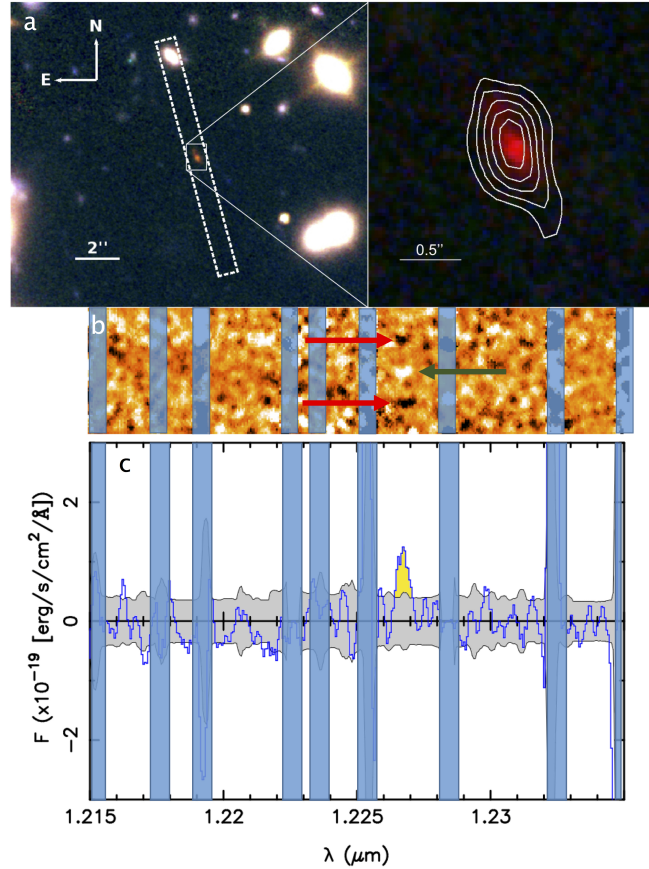 a
N
E
2''
0.5"
b
c
F (x10⁻¹⁹ [erg/s/cm²/Å])
2
0
−2
1.215
1.22
1.225
1.23
λ (μm)